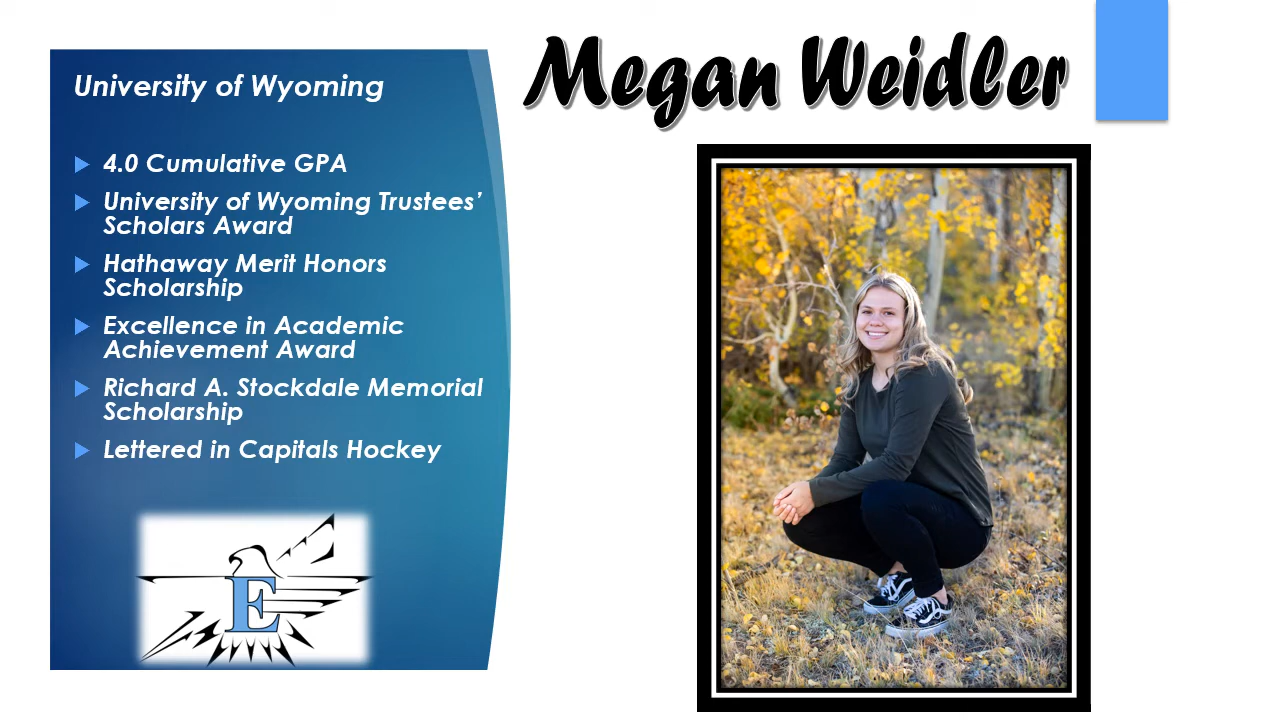 Megan Weidler
University of Wyoming
4.0 Cumulative GPA
University of Wyoming Trustees’
Scholars Award
Hathaway Merit Honors
Scholarship
Excellence in Academic
Achievement Award
Richard A. Stockdale Memorial
Scholarship
Lettered in Capitals Hockey
E